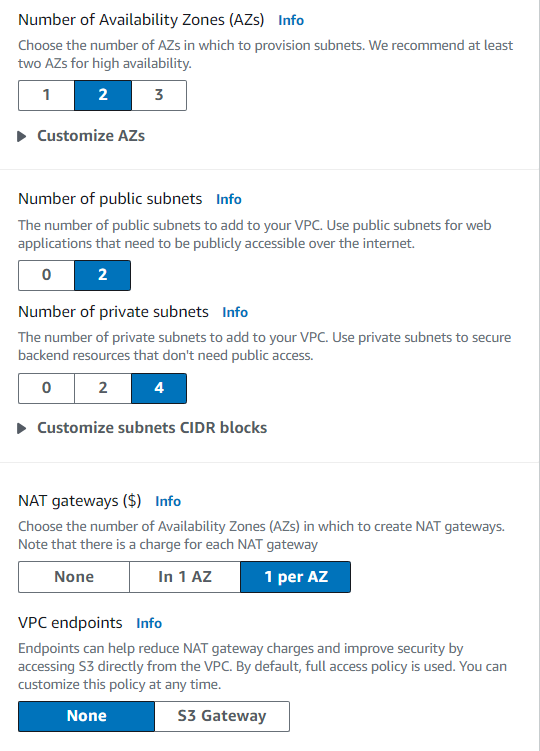 Number of Availability Zones (AZs) Info
Choose the number of AZs in which to provision subnets. We recommend at least
two AZs for high availability.
1 2 3
Customize AZs
Number of public subnets Info
The number of public subnets to add to your VPC. Use public subnets for web
applications that need to be publicly accessible over the internet.
0 2
Number of private subnets Info
The number of private subnets to add to your VPC. Use private subnets to secure
backend resources that don't need public access.
0 2 4
Customize subnets CIDR blocks
NAT gateways ($) Info
Choose the number of Availability Zones (AZs) in which to create NAT gateways.
Note that there is a charge for each NAT gateway
None In 1 AZ 1 per AZ
VPC endpoints Info
Endpoints can help reduce NAT gateway charges and improve security by
accessing S3 directly from the VPC. By default, full access policy is used. You can
customize this policy at any time.
None S3 Gateway